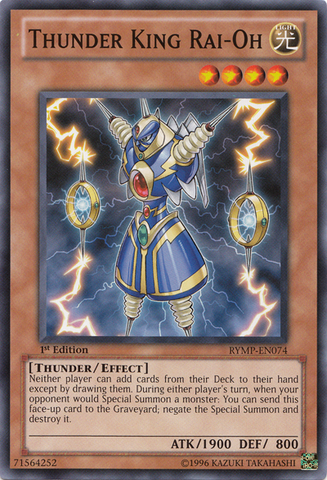 THUNDER KING RAI-OH
LIGHT
光
1st Edition
RYMP-EN074
[THUNDER/EFFECT]
Neither player can add cards from their Deck to their hand
except by drawing them. During either player's turn, when your
opponent would Special Summon a monster: You can send this
face-up card to the Graveyard; negate the Special Summon and
destroy it.
ATK/1900 DEF/ 800
71564252
©1996 KAZUKI TAKAHASHI